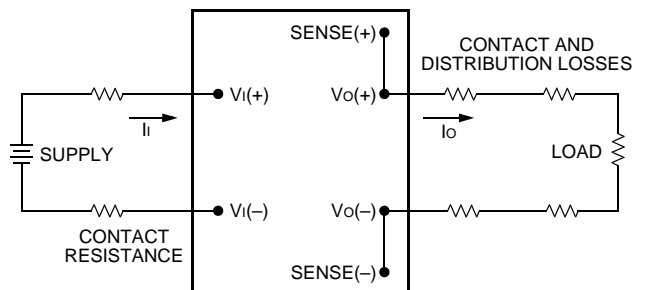 SENSE(+)
CONTACT AND
DISTRIBUTION LOSSES
VI(+)
VO(+)
II
IO
SUPPLY
LOAD
VI(–)
VO(–)
CONTACT
RESISTANCE
SENSE(–)